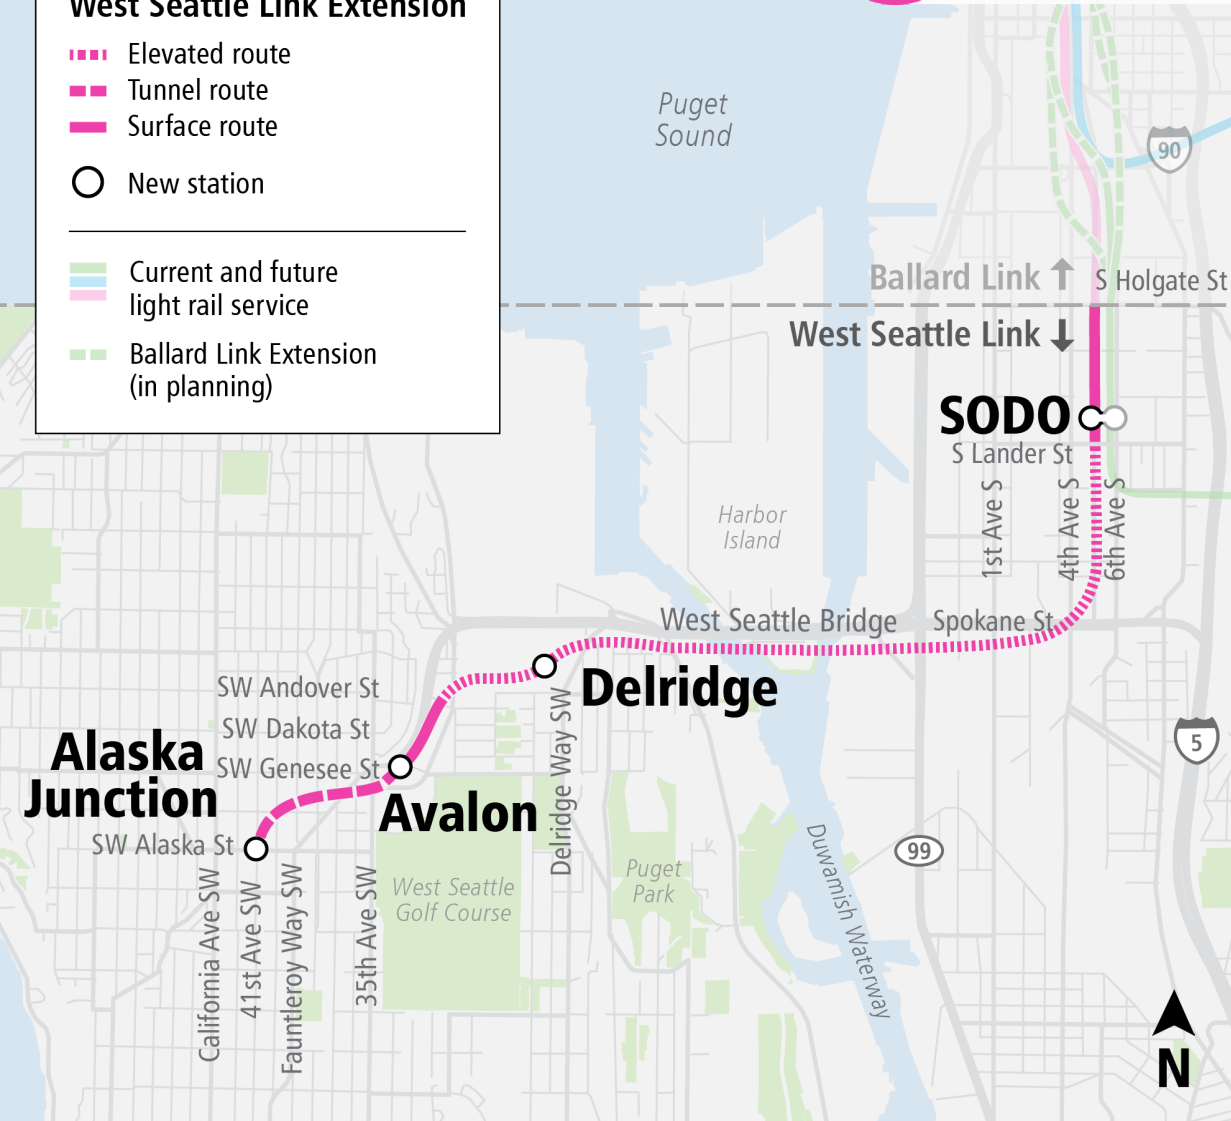 West Seattle Link Extension
Elevated route
Tunnel route
Surface route
New station
Current and future
light rail service
Ballard Link Extension
(in planning)
Puget
Sound
90
Ballard Link
S Holgate St
West Seattle Link
SODO
S Lander St
1st Ave S
4th Ave S
6th Ave S
Harbor
Island
West Seattle Bridge
Spokane St
Delridge
SW Andover St
SW Dakota St
SW Genesee St
Alaska
Junction
Avalon
SW Alaska St
Delridge Way SW
5
99
California Ave SW
41st Ave SW
Fauntleroy Way SW
35th Ave SW
West Seattle
Golf Course
Puget
Park
Duwamish Waterway
N